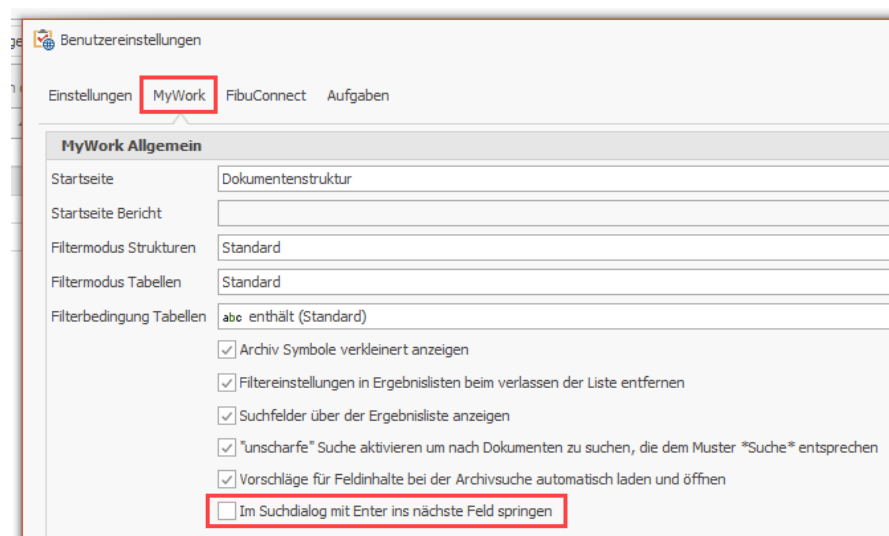 Benutzereinstellungen
Einstellungen MyWork FibuConnect Aufgaben
MyWork Allgemein
Startseite Dokumentenstruktur
Startseite Bericht
Filtermodus Strukturen Standard
Filtermodus Tabellen Standard
Filterbedingung Tabellen abc enthält (Standard)
Archiv Symbole verkleinert anzeigen
Filtereinstellungen in Ergebnislisten beim verlassen der Liste entfernen
Suchfelder über der Ergebnisliste anzeigen
"unscharfe" Suche aktivieren um nach Dokumenten zu suchen, die dem Muster *Suche* entsprechen
Vorschläge für Feldinhalte bei der Archivsuche automatisch laden und öffnen
Im Suchdialog mit Enter ins nächste Feld springen